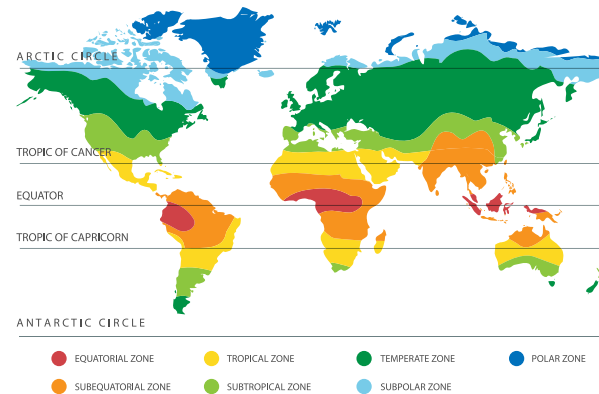 ARCTIC CIRCLE
TROPIC OF CANCER
EQUATOR
TROPIC OF CAPRICORN
ANTARCTIC CIRCLE
EQUATORIAL ZONE
TROPICAL ZONE
TEMPERATE ZONE
POLAR ZONE
SUBEQUATORIAL ZONE
SUBTROPICAL ZONE
SUBPOLAR ZONE